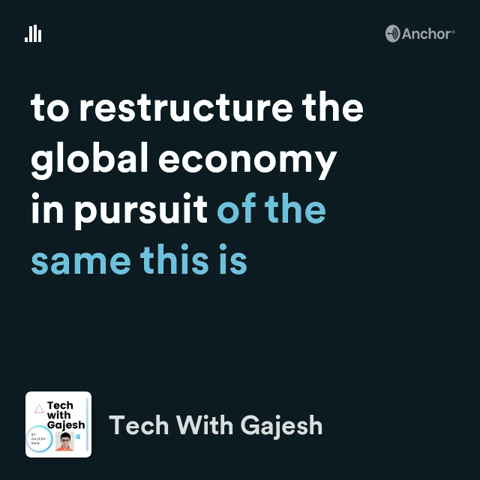 Anchor
to restructure the
global economy
in pursuit of the
same this is
Tech
with
Gajesh
Tech With Gajesh